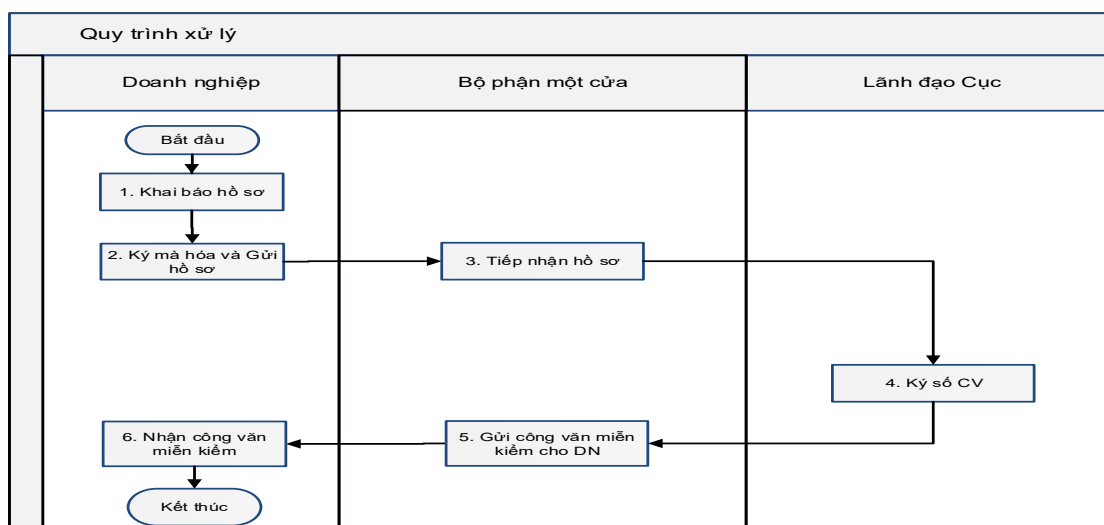 Quy trình xử lý
Doanh nghiệp
Bộ phận một cửa
Lãnh đạo Cục
Bắt đầu
1. Khai báo hồ sơ
2. Ký mà hóa và Gửi
hồ sơ
3. Tiếp nhận hồ sơ
4. Ký số CV
5. Gửi công văn miễn
kiểm cho DN
6. Nhận công văn
miễn kiểm
Kết thúc